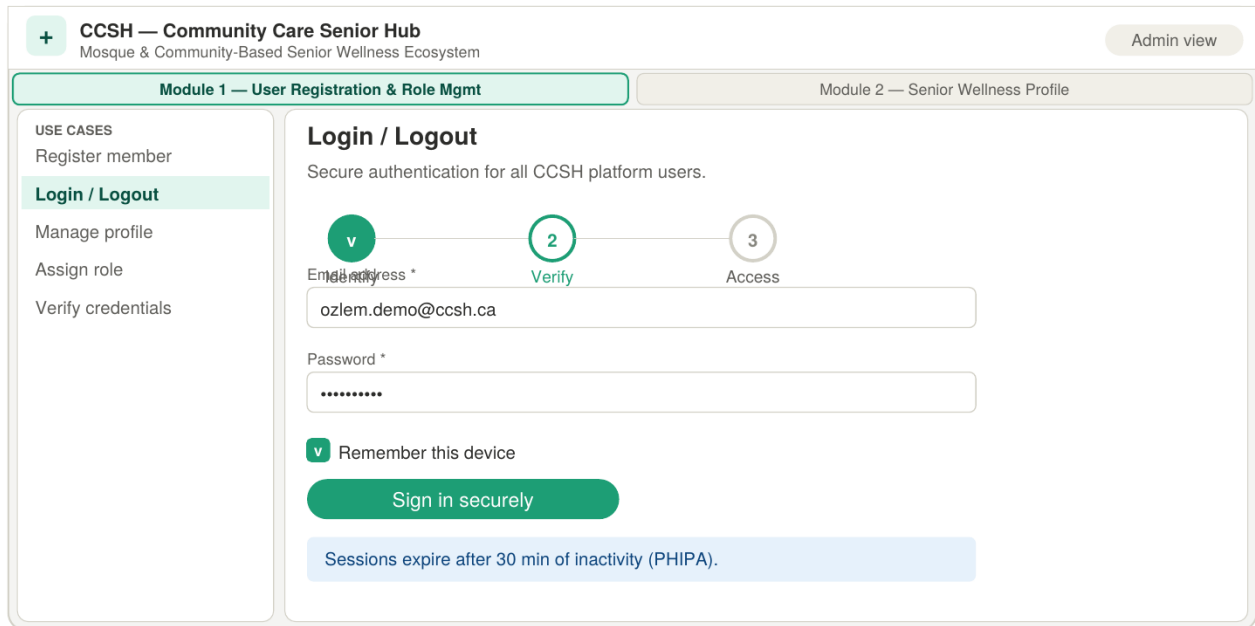 +
CCSH — Community Care Senior Hub
Mosque & Community-Based Senior Wellness Ecosystem
Admin view
Module 1 — User Registration & Role Mgmt
Module 2 — Senior Wellness Profile
USE CASES
Register member
Login / Logout
Manage profile
Assign role
Verify credentials
Login / Logout
Secure authentication for all CCSH platform users.
v
2
3
Identify
Verify
Access
Email address *
ozlem.demo@ccsh.ca
Password *
••••••••••
v Remember this device
Sign in securely
Sessions expire after 30 min of inactivity (PHIPA).